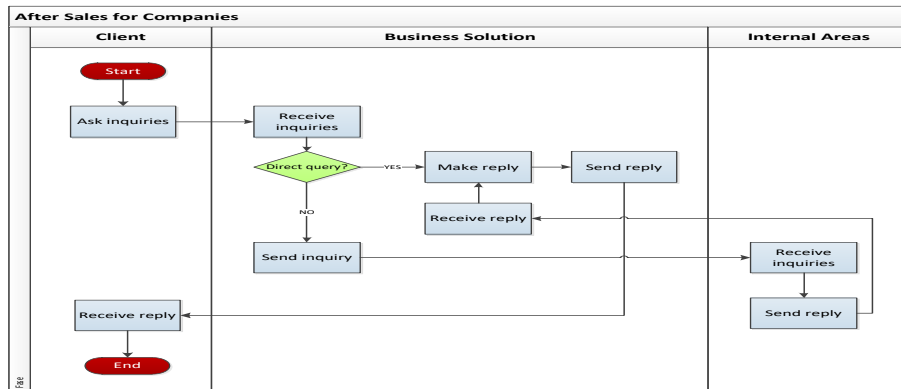 After Sales for Companies
Client
Business Solution
Internal Areas
Start
Ask inquiries
Receive
inquiries
Direct query?
YES
Make reply
Send reply
NO
Receive reply
Send inquiry
Receive
inquiries
Receive reply
Send reply
End